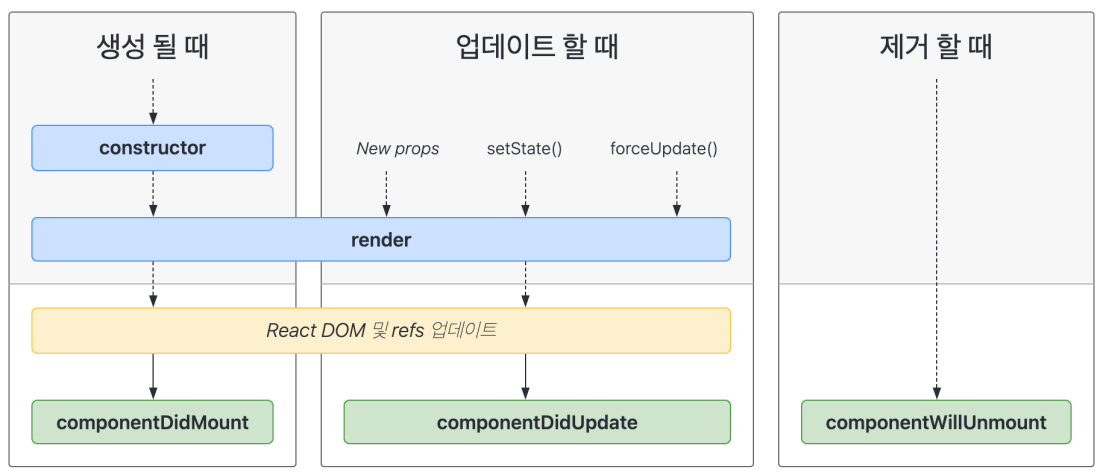 생성 될 때
업데이트 할 때
제거 할 때
constructor
New props
setState()
forceUpdate()
render
React DOM 및 refs 업데이트
componentDidMount
componentDidUpdate
componentWillUnmount